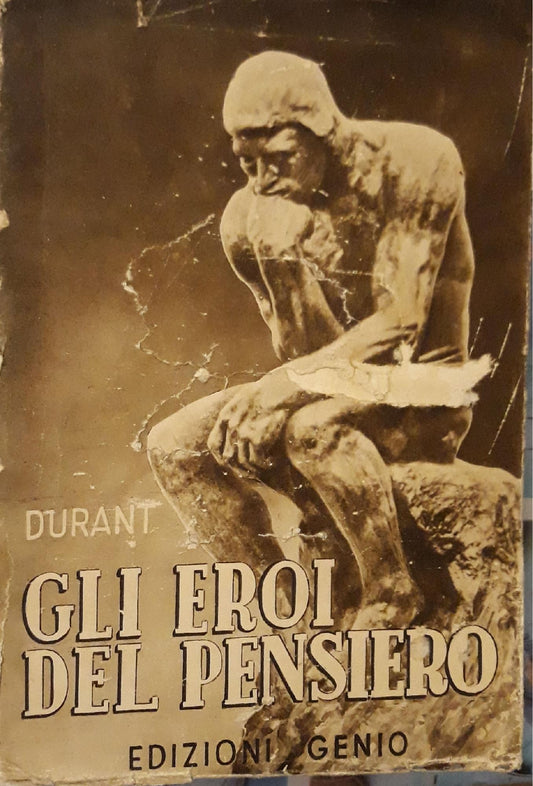 DURANT
GLI EROI
DEL PENSIERO
EDIZIONI GENIO